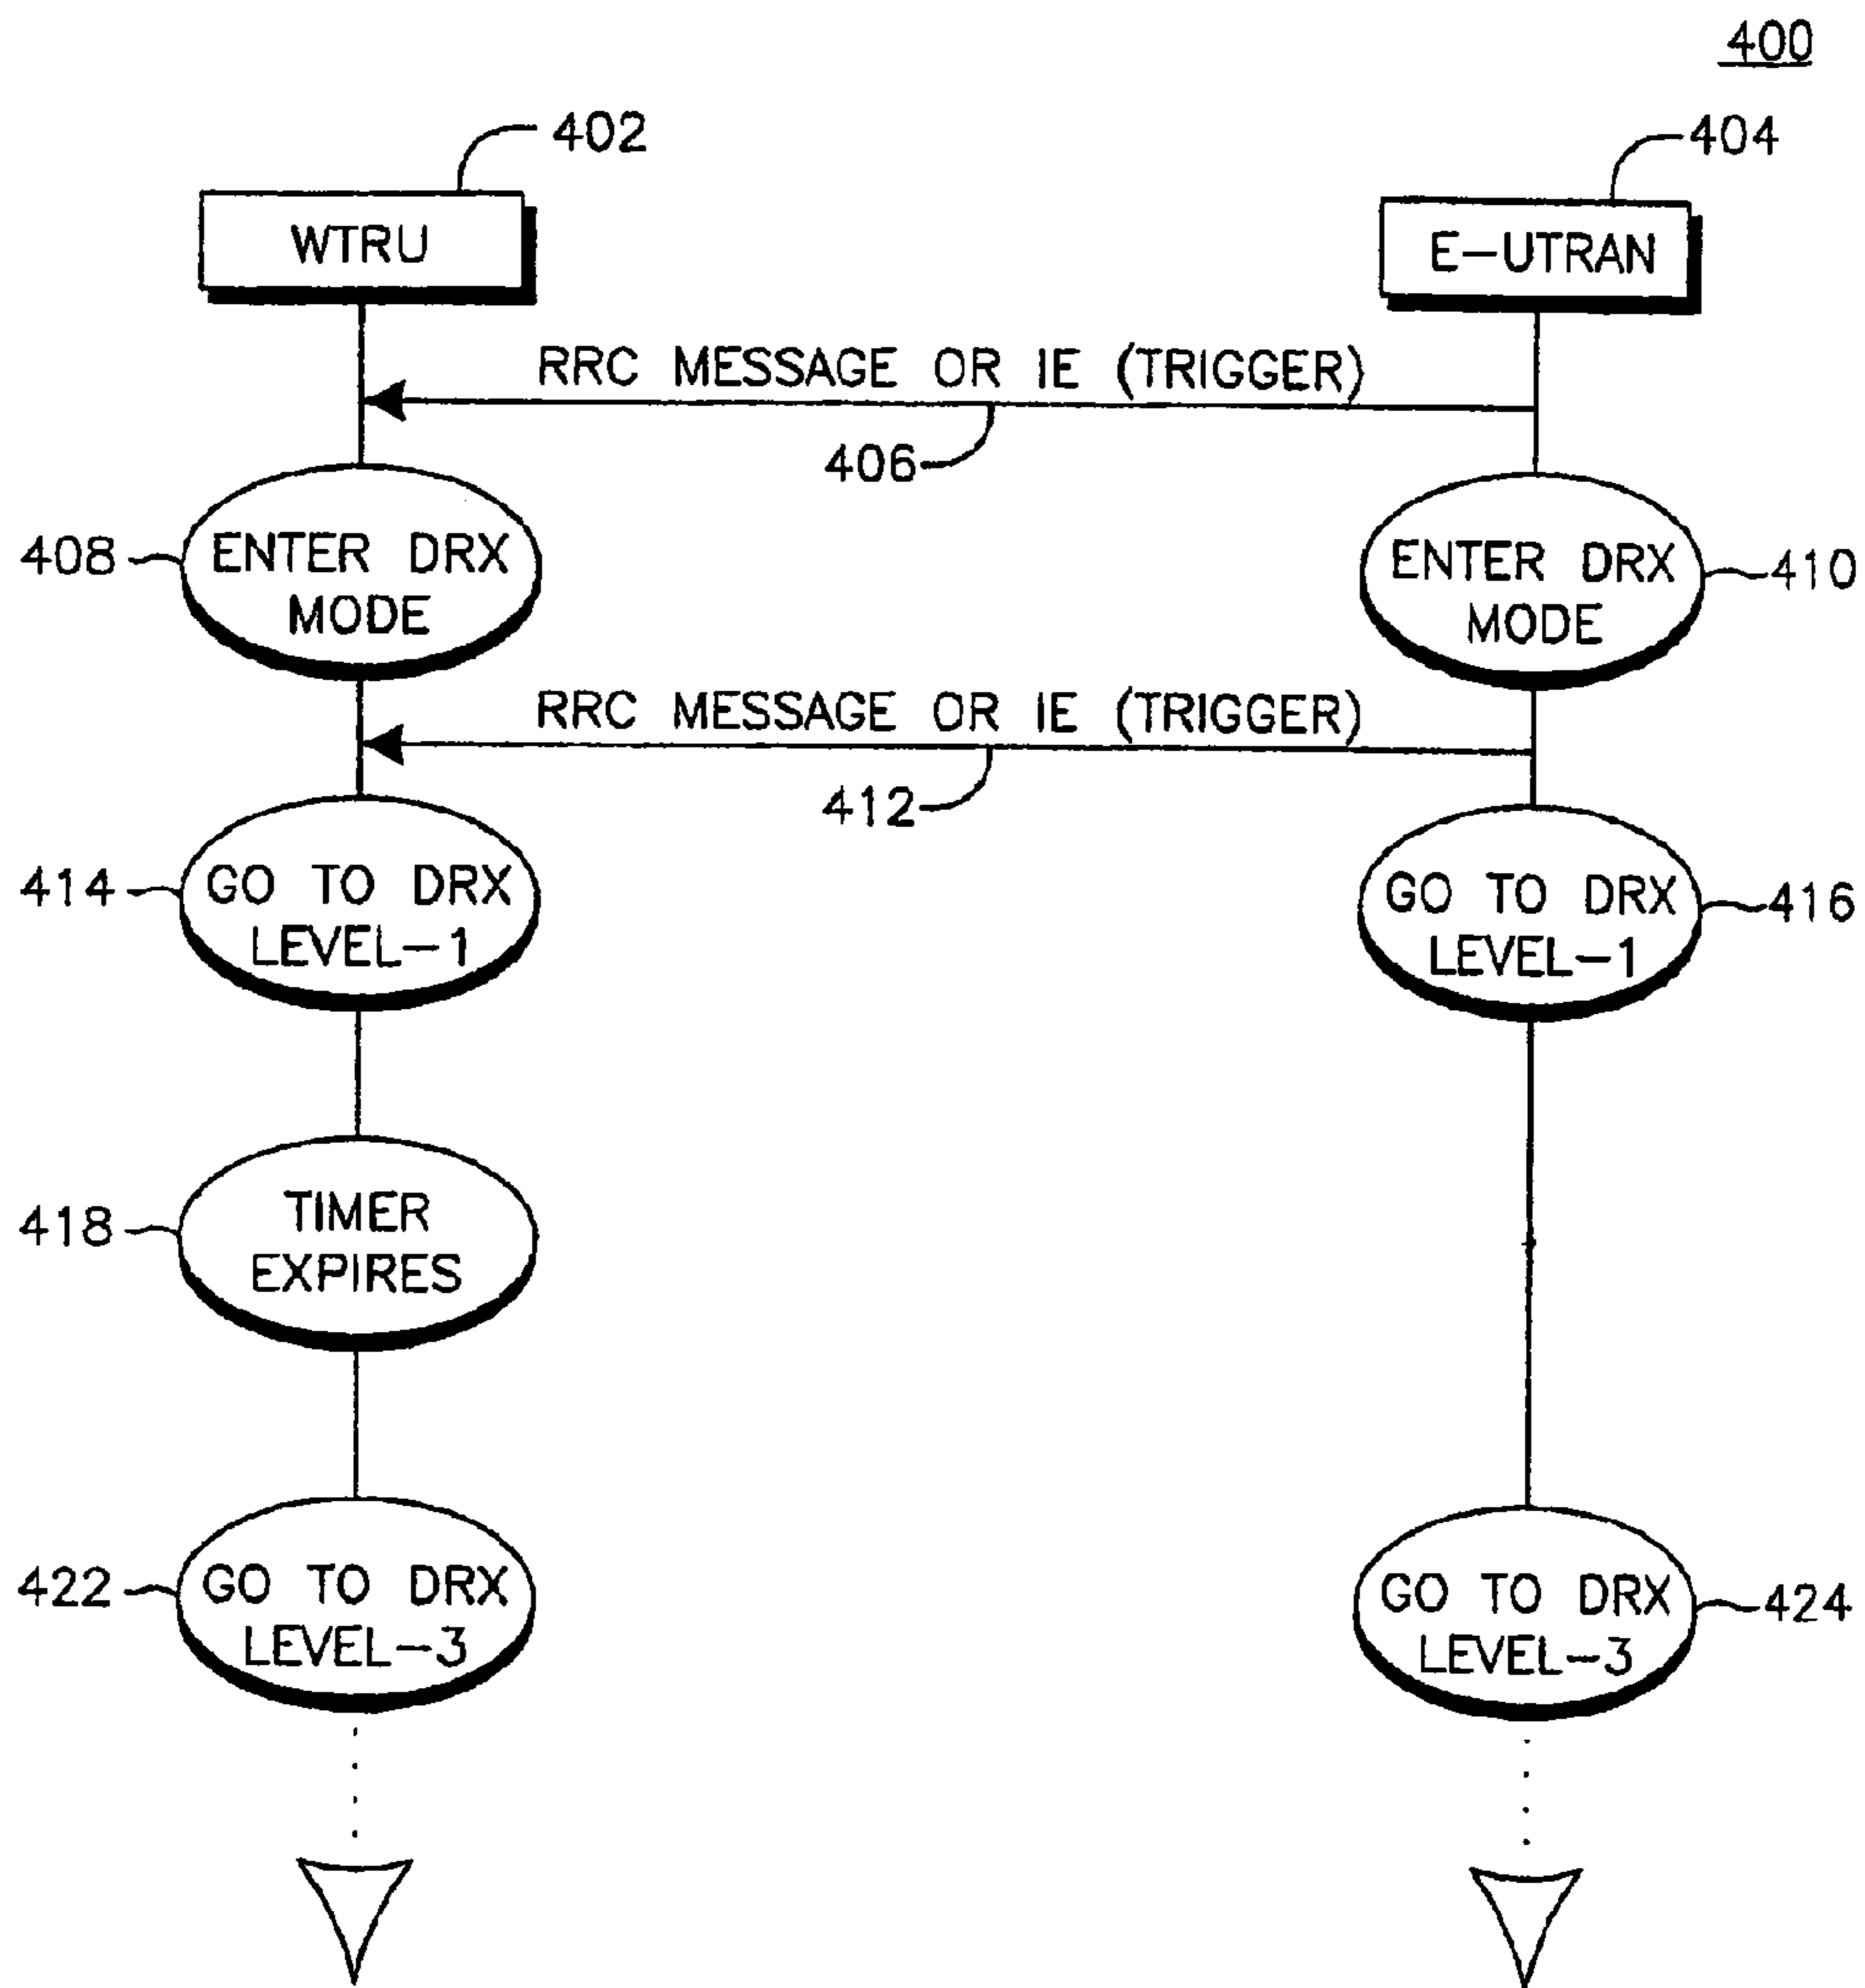 400
402
404
WTRU
E-UTRAN
RRC MESSAGE OR IE (TRIGGER)
406
408
ENTER DRX
MODE
ENTER DRX
MODE
410
RRC MESSAGE OR IE (TRIGGER)
412
414
GO TO DRX
LEVEL-1
GO TO DRX
LEVEL-1
416
418
TIMER
EXPIRES
422
GO TO DRX
LEVEL-3
GO TO DRX
LEVEL-3
424